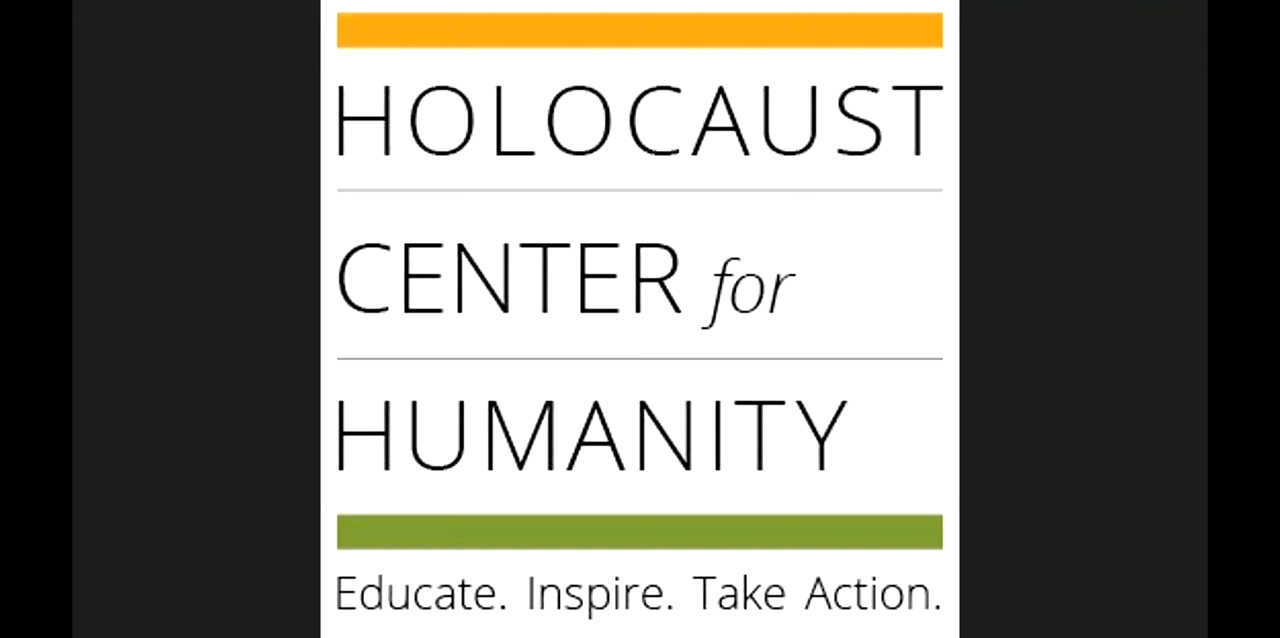 HOLOCAUST
CENTER for
HUMANITY
Educate. Inspire. Take Action.